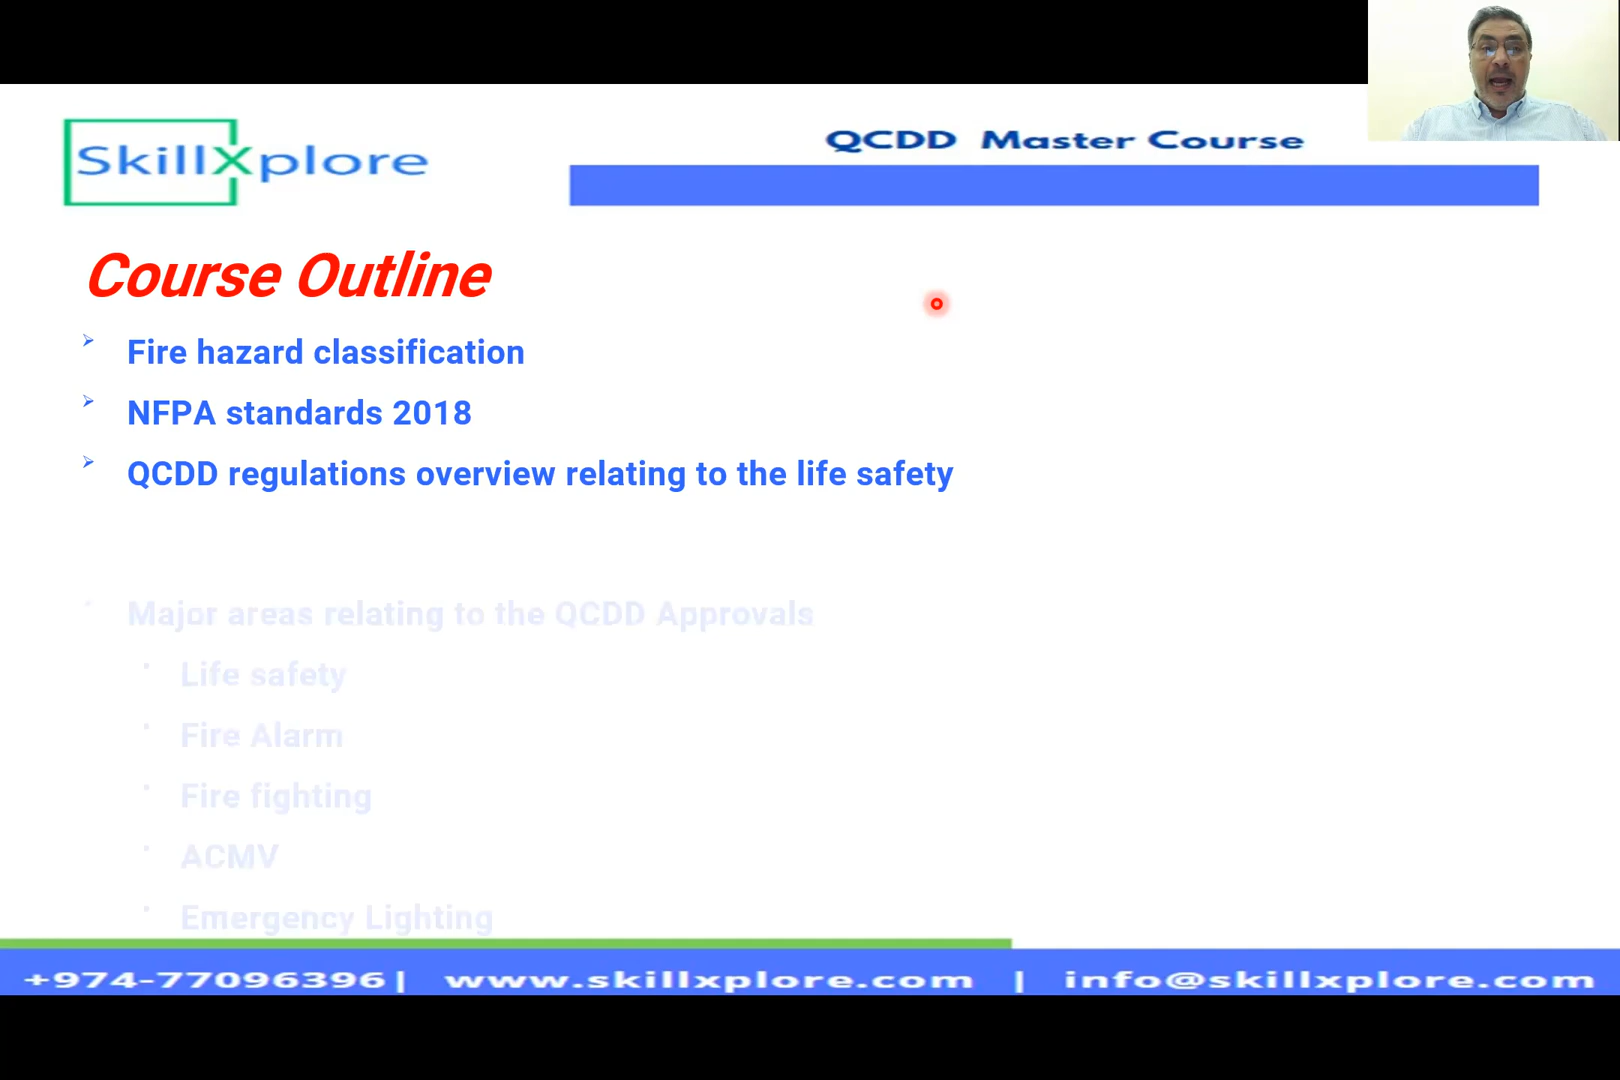 SkillXplore
QCDD Master Course
Course Outline
Fire hazard classification
NFPA standards 2018
QCDD regulations overview relating to the life safety
Major areas relating to the QCDD Approvals
Life safety
Fire Alarm
Fire fighting
ACMV
Emergency Lighting
+974-77096396| www.skillxplore.com | info@skillxplore.com